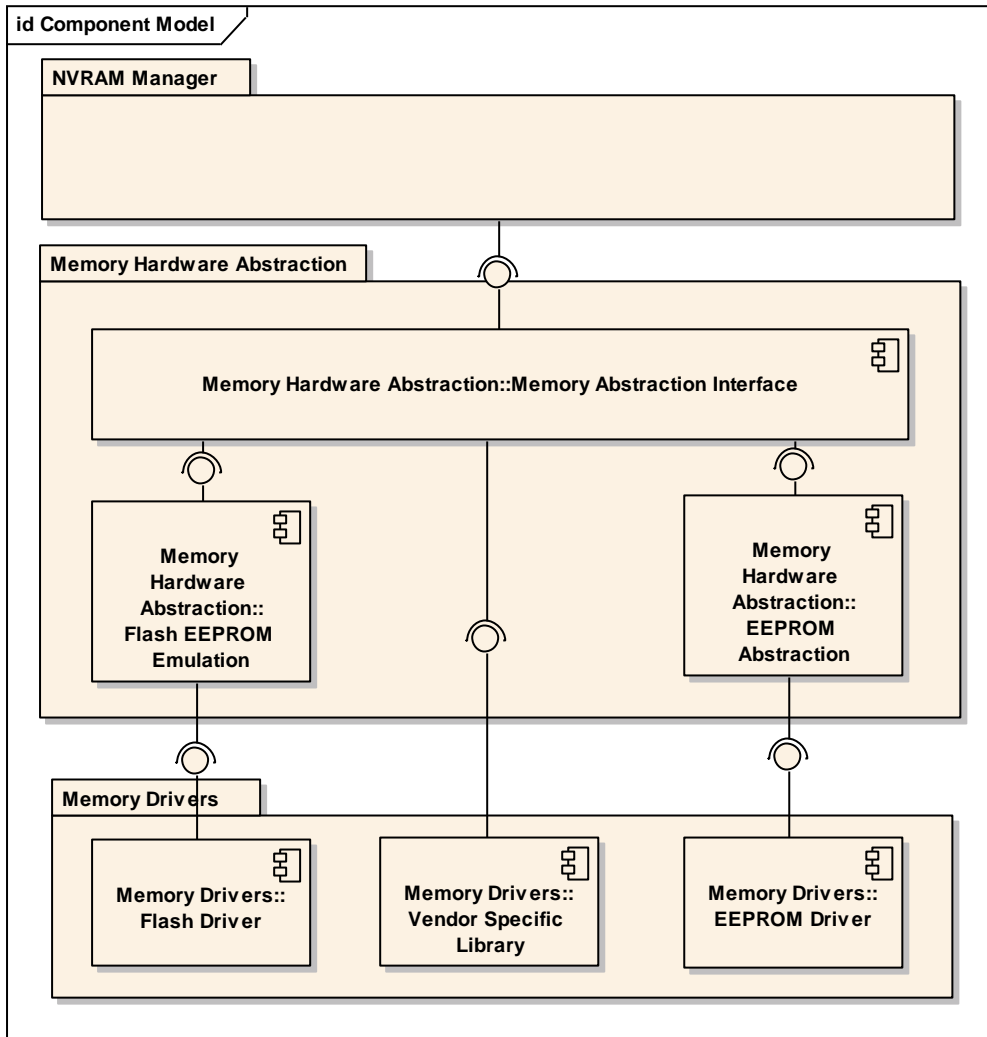 id Component Model
NVRAM Manager
Memory Hardware Abstraction
Memory Hardware Abstraction::Memory Abstraction Interface
Memory
Hardware
Abstraction::
Flash EEPROM
Emulation
Memory
Hardware
Abstraction::
EEPROM
Abstraction
Memory Drivers
Memory Drivers::
Flash Driver
Memory Drivers::
Vendor Specific
Library
Memory Drivers::
EEPROM Driver